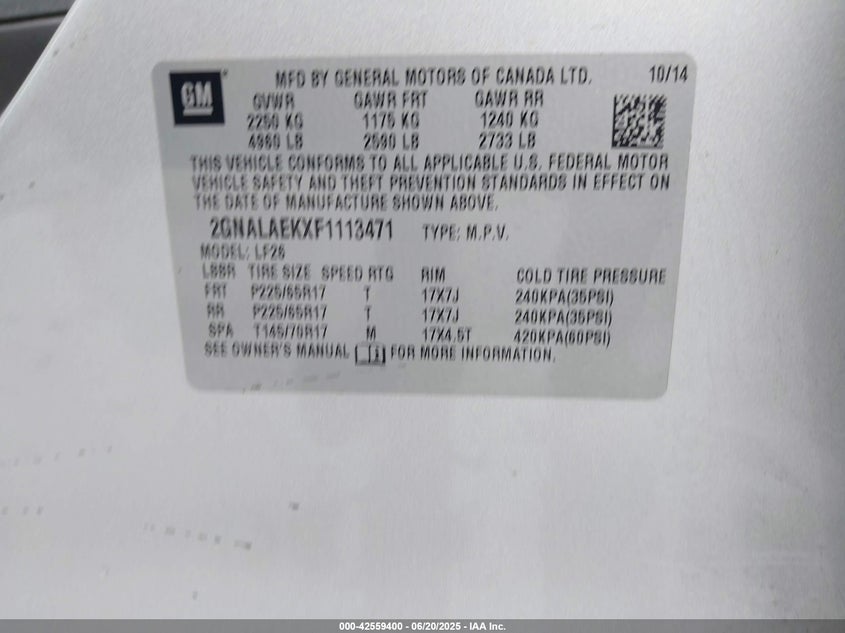 GM
MFD BY GENERAL MOTORS OF CANADA LTD. 10/14
GVWR GAWR FRT GAWR RR
2250 KG 1175 KG 1240 KG
4960 LB 2590 LB 2733 LB
THIS VEHICLE CONFORMS TO ALL APPLICABLE U.S. FEDERAL MOTOR
VEHICLE SAFETY AND THEFT PREVENTION STANDARDS IN EFFECT ON
THE DATE OF MANUFACTURE SHOWN ABOVE.
2GNALAEKXF1113471 TYPE: M.P.V.
MODEL: LF26
LBBR TIRE SIZE SPEED RTG RIM COLD TIRE PRESSURE
FRT P225/65R17 T 17X7J 240KPA(35PSI)
RR P225/65R17 T 17X7J 240KPA(35PSI)
SPA T145/70R17 M 17X4.5T 420KPA(60PSI)
SEE OWNER'S MANUAL FOR MORE INFORMATION.
000-42559400 - 06/20/2025 - IAA Inc.